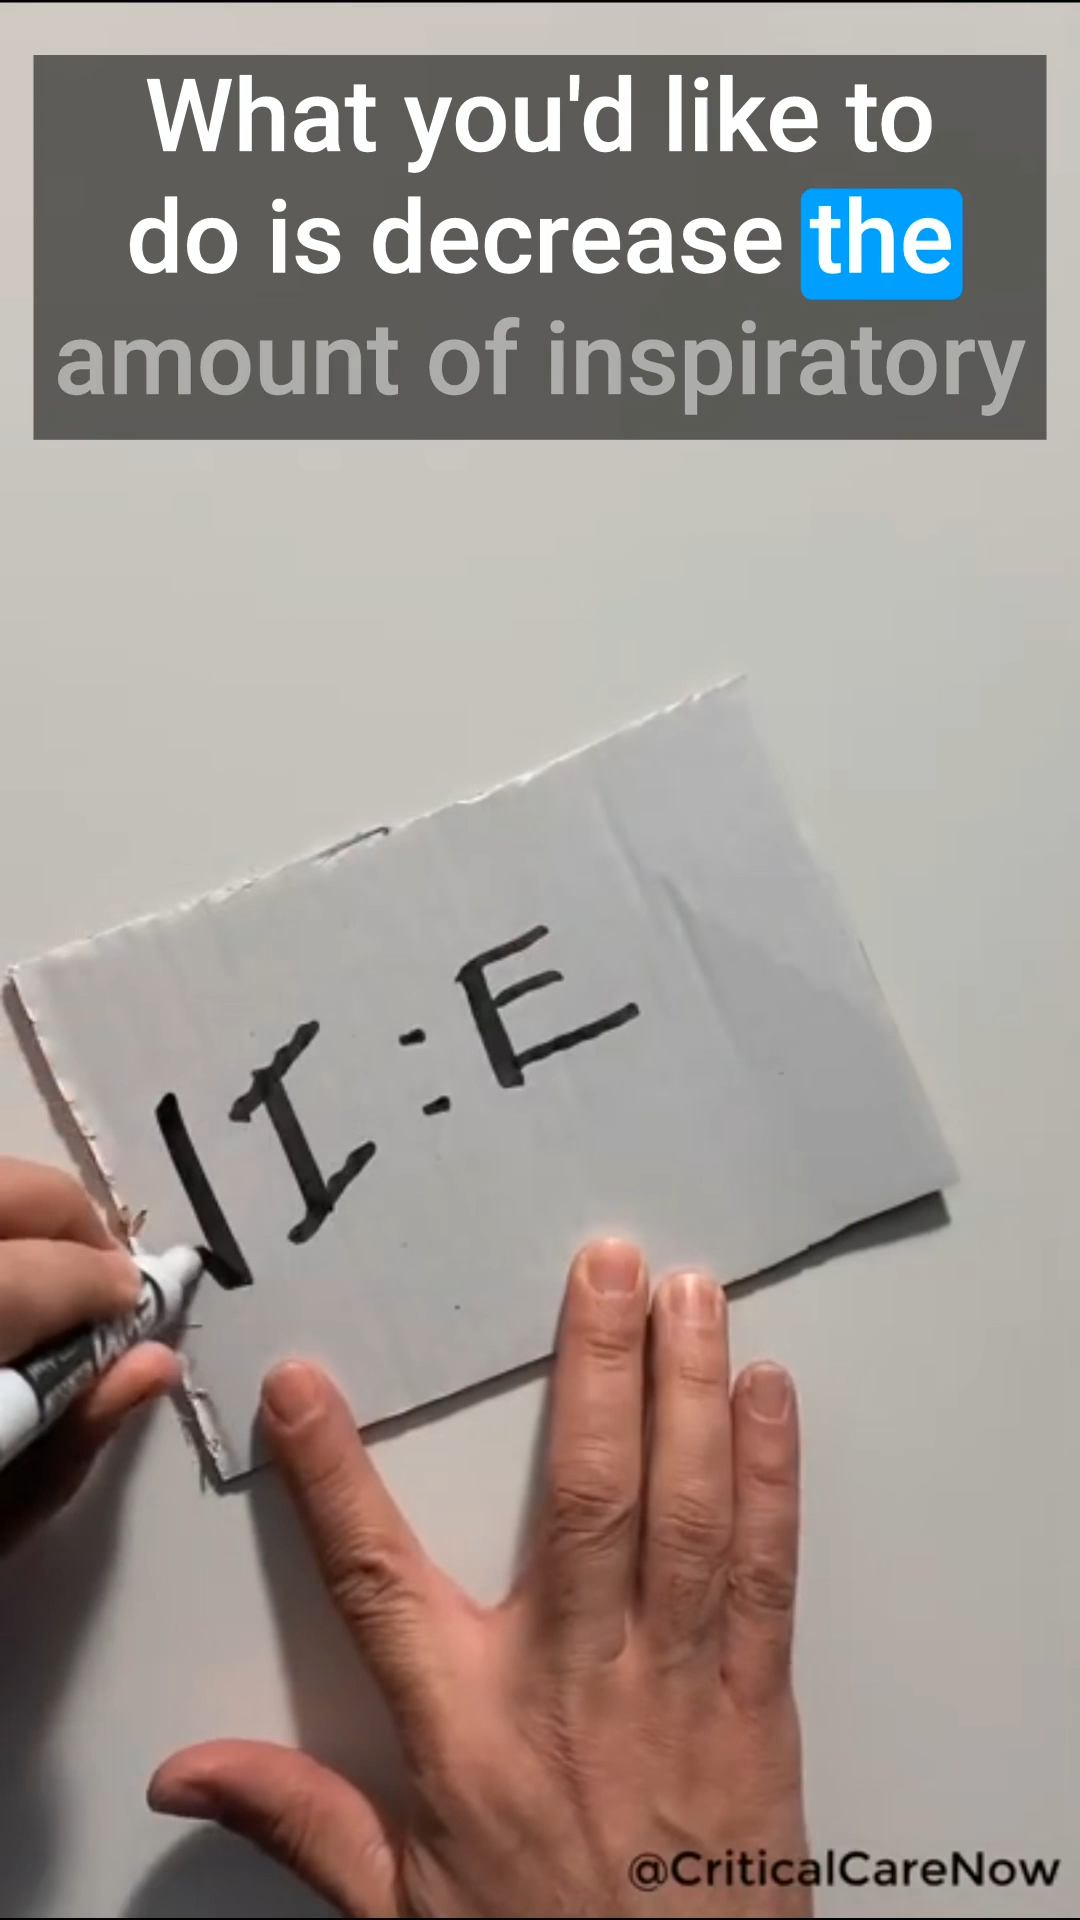 What you'd like to
do is decrease the
amount of inspiratory
I:E
@CriticalCareNow